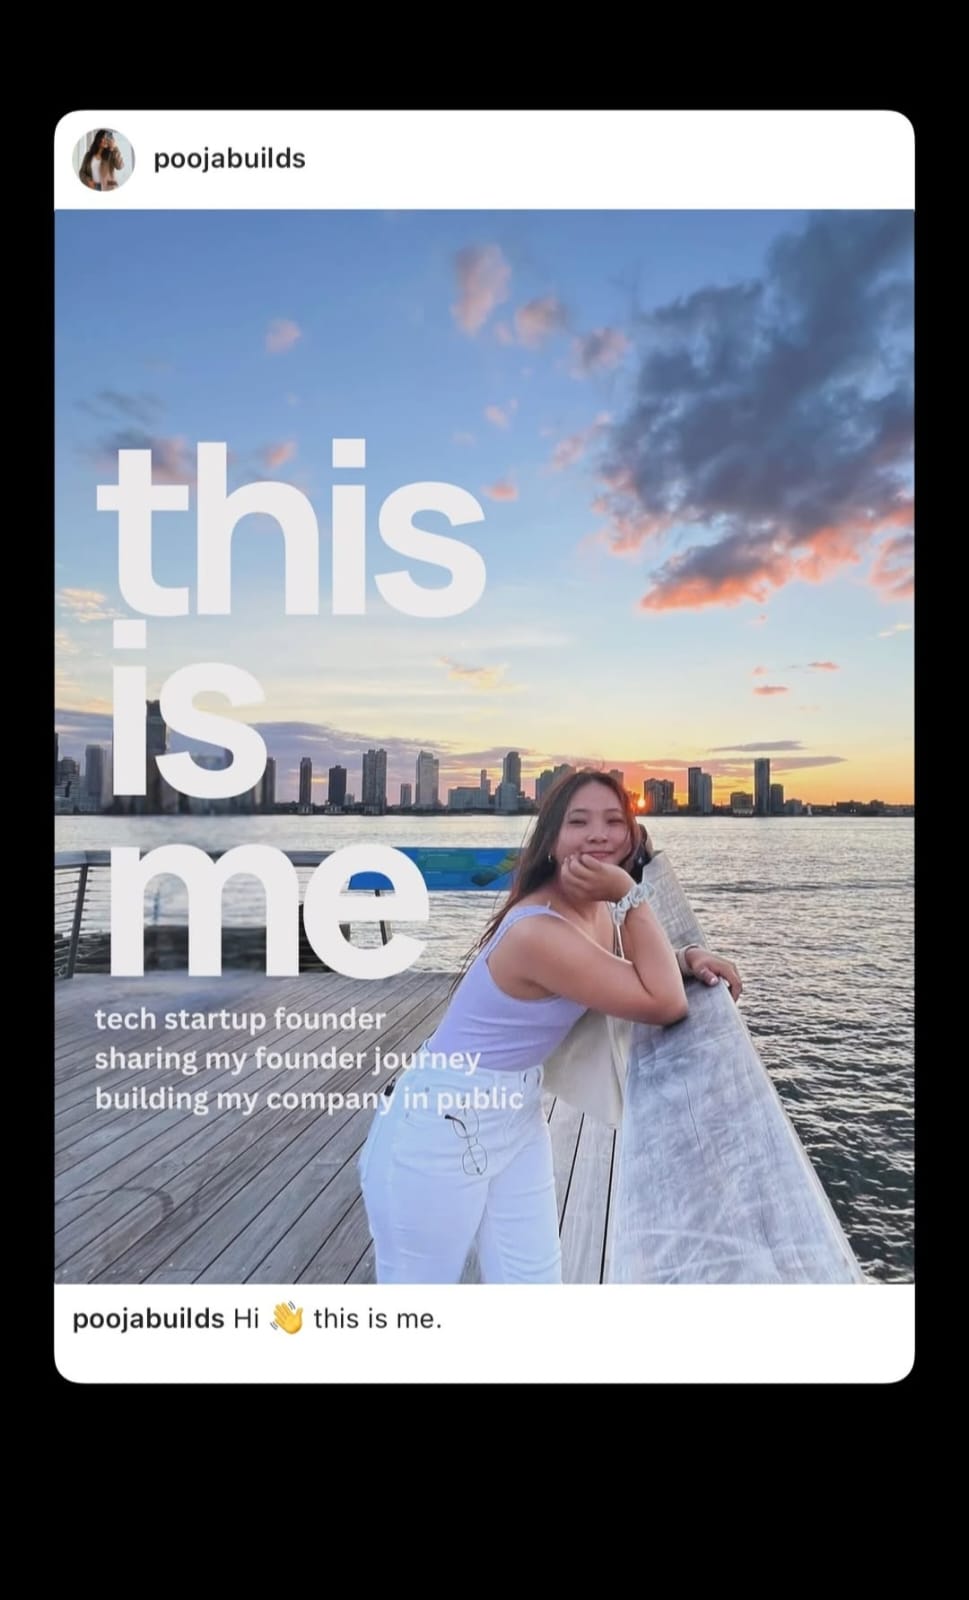 poojabuilds
this
is
me
tech startup founder
sharing my founder journey
building my company in public
poojabuilds Hi 👋 this is me.